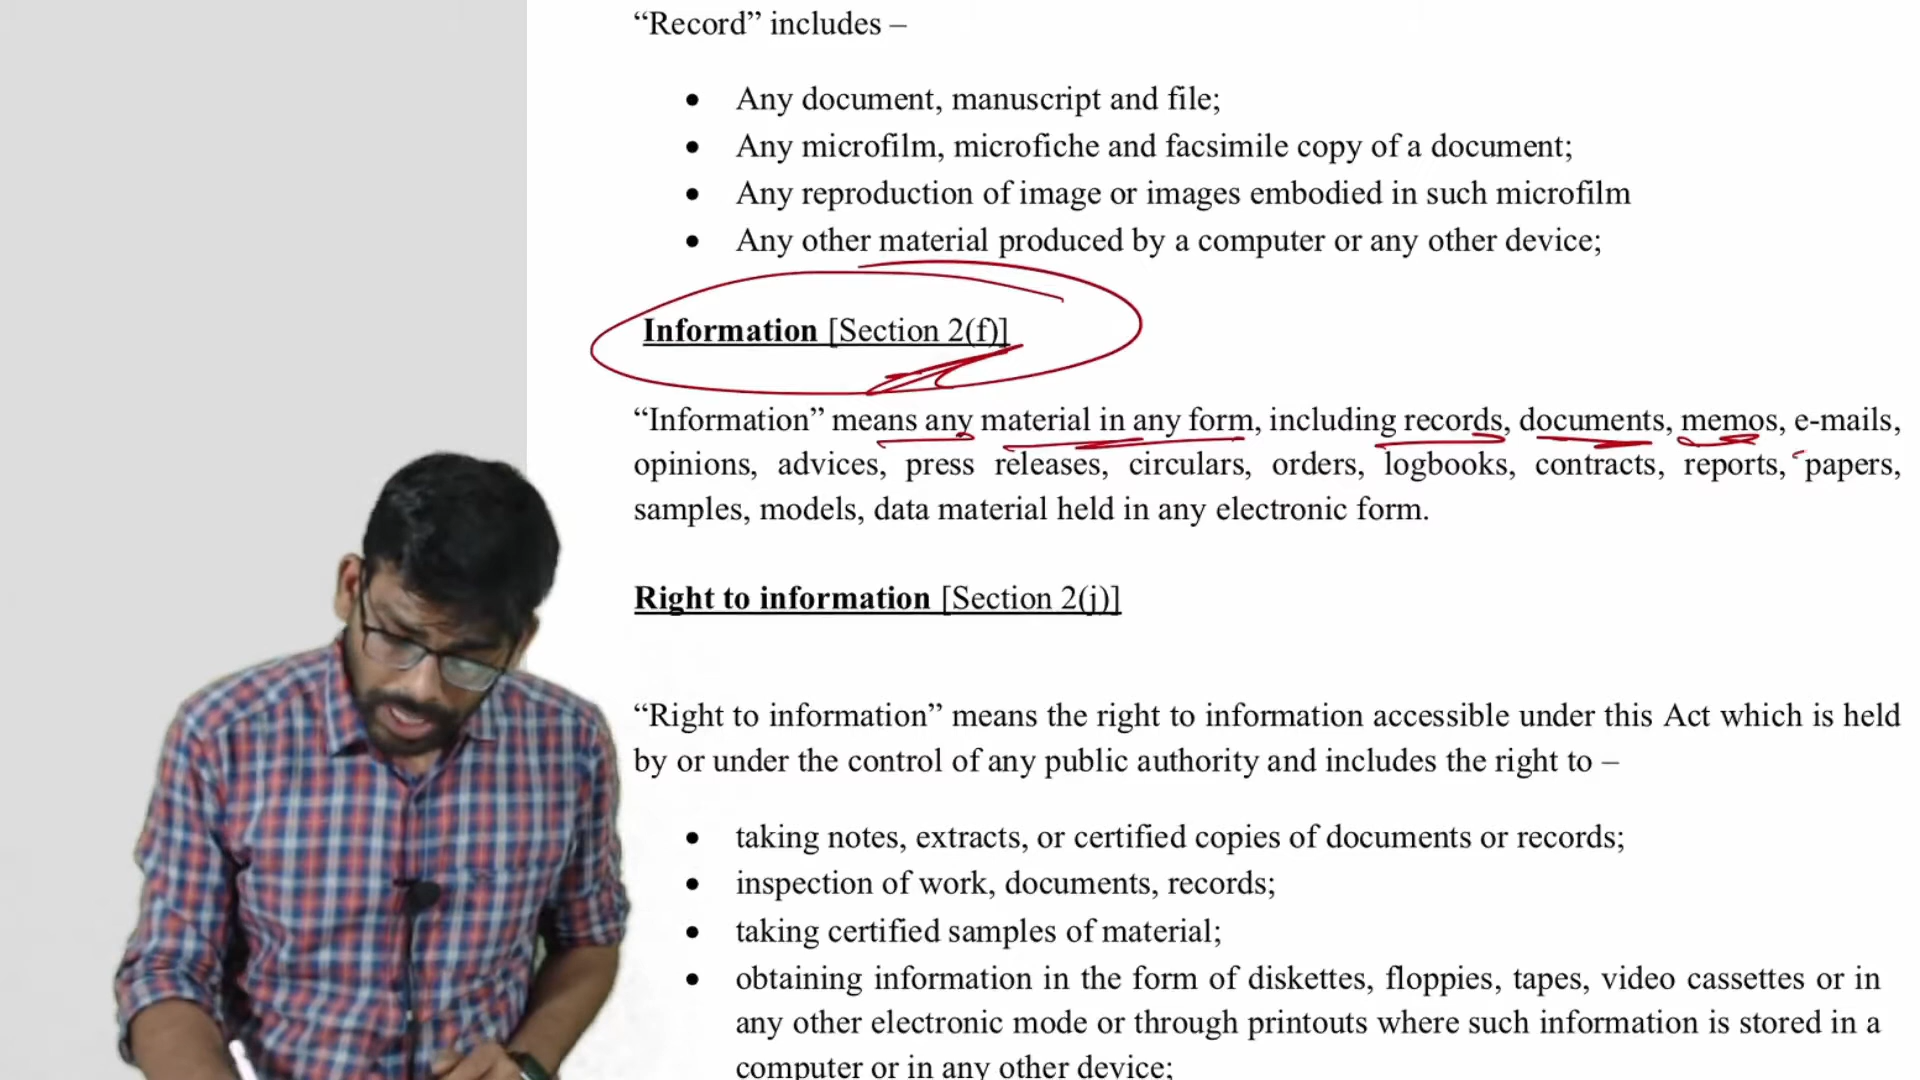 “Record” includes –
• Any document, manuscript and file;
• Any microfilm, microfiche and facsimile copy of a document;
• Any reproduction of image or images embodied in such microfilm
• Any other material produced by a computer or any other device;
Information [Section 2(f)]
“Information” means any material in any form, including records, documents, memos, e-mails,
opinions, advices, press releases, circulars, orders, logbooks, contracts, reports, papers,
samples, models, data material held in any electronic form.
Right to information [Section 2(j)]
“Right to information” means the right to information accessible under this Act which is held
by or under the control of any public authority and includes the right to –
• taking notes, extracts, or certified copies of documents or records;
• inspection of work, documents, records;
• taking certified samples of material;
• obtaining information in the form of diskettes, floppies, tapes, video cassettes or in
any other electronic mode or through printouts where such information is stored in a
computer or in any other device;